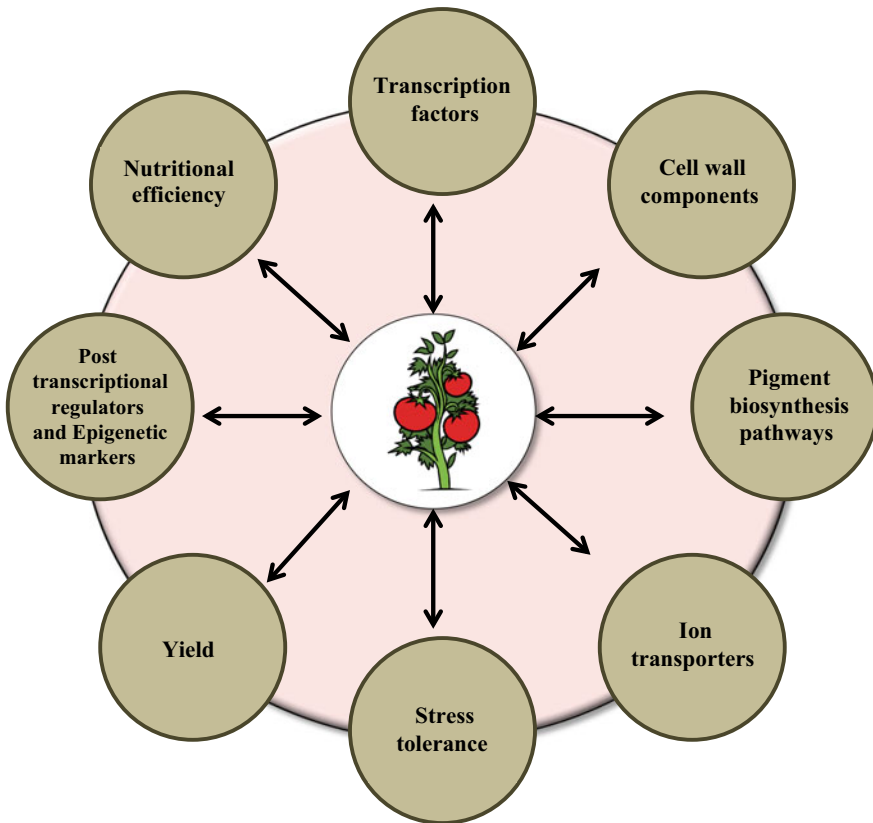 Transcription
factors
Cell wall
components
Pigment
biosynthesis
pathways
Ion
transporters
Stress
tolerance
Yield
Post
transcriptional
regulators
and Epigenetic
markers
Nutritional
efficiency